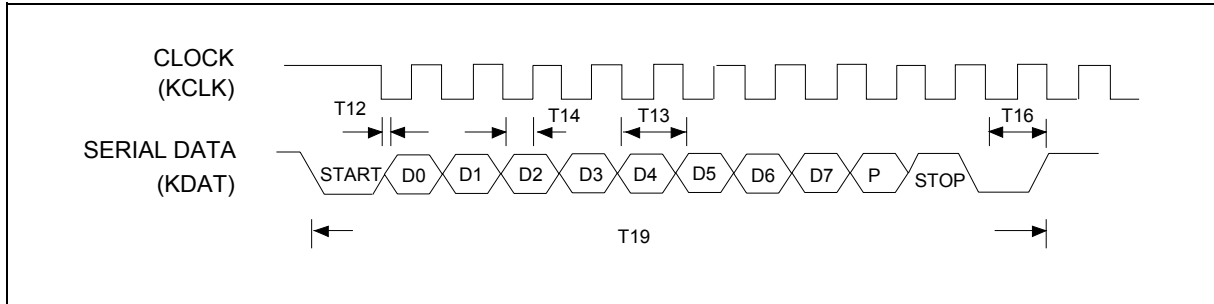 CLOCK
(KCLK)
T12
T14
T13
T16
SERIAL DATA
(KDAT)
START
D0
D1
D2
D3
D4
D5
D6
D7
P
STOP
T19